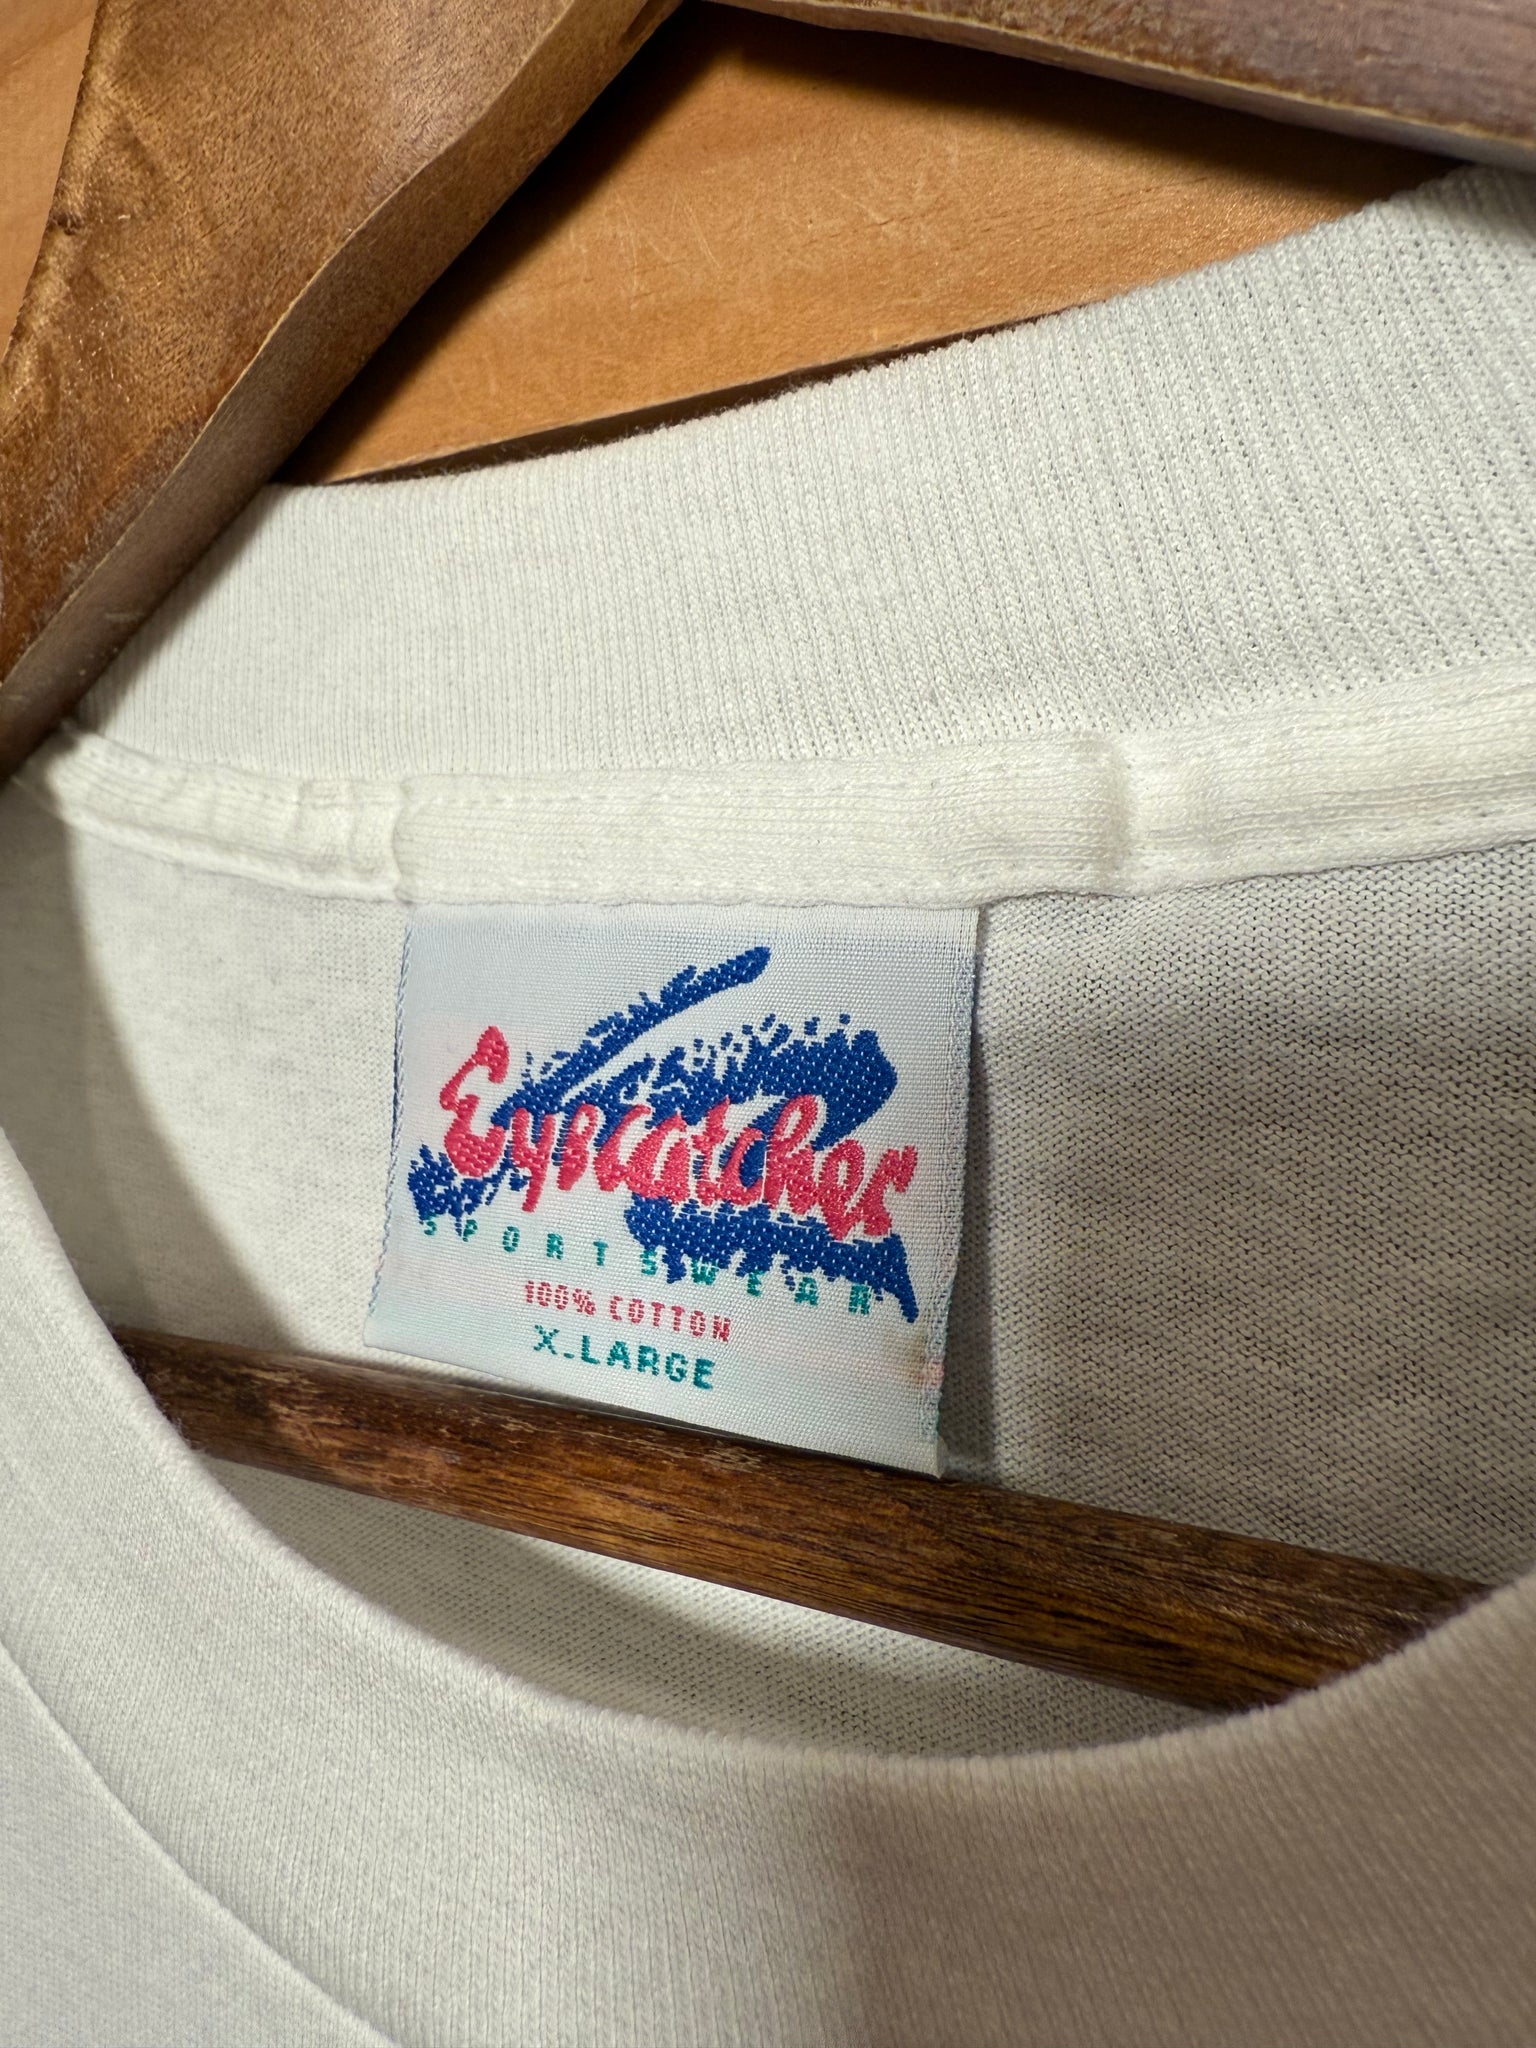 Eyecatcher
SPORTSWEAR
100% COTTON
X.LARGE